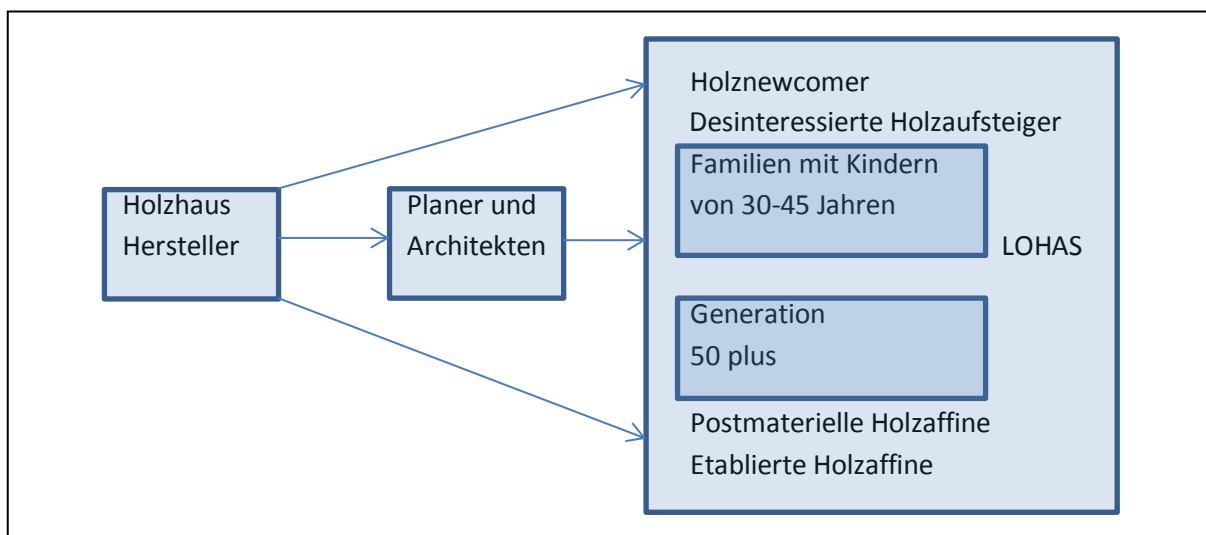 Holzhaus
Hersteller
Planer und
Architekten
Holznewcomer
Desinteressierte Holzaufsteiger
Familien mit Kindern
von 30-45 Jahren
LOHAS
Generation
50 plus
Postmaterielle Holzaffine
Etablierte Holzaffine